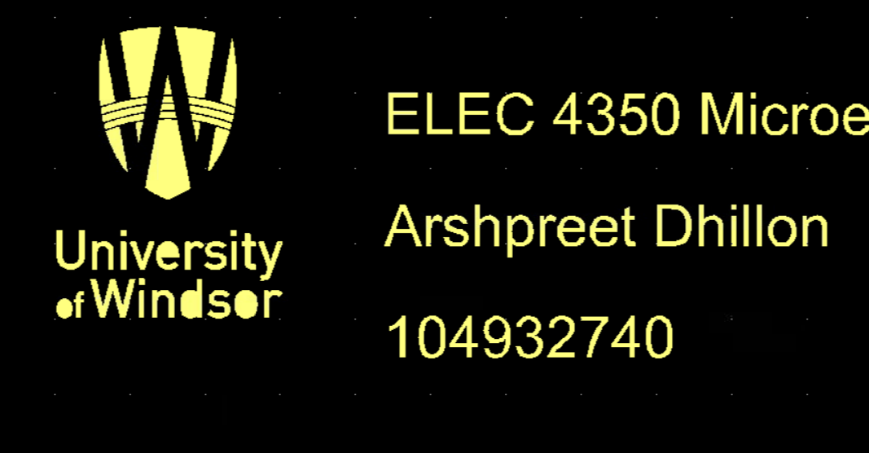 University
of Windsor
ELEC 4350 Microe
Arshpreet Dhillon
104932740